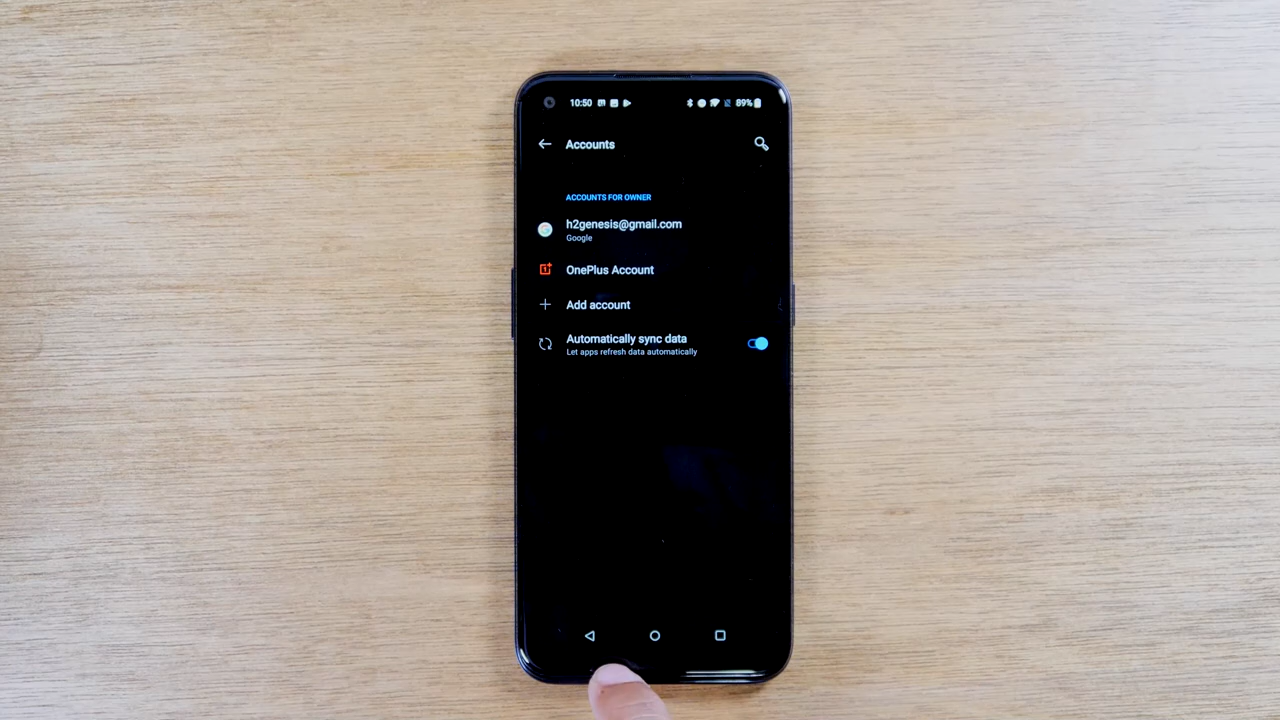 10:50 89%
Accounts
ACCOUNTS FOR OWNER
h2genesis@gmail.com
Google
OnePlus Account
Add account
Automatically sync data
Let apps refresh data automatically